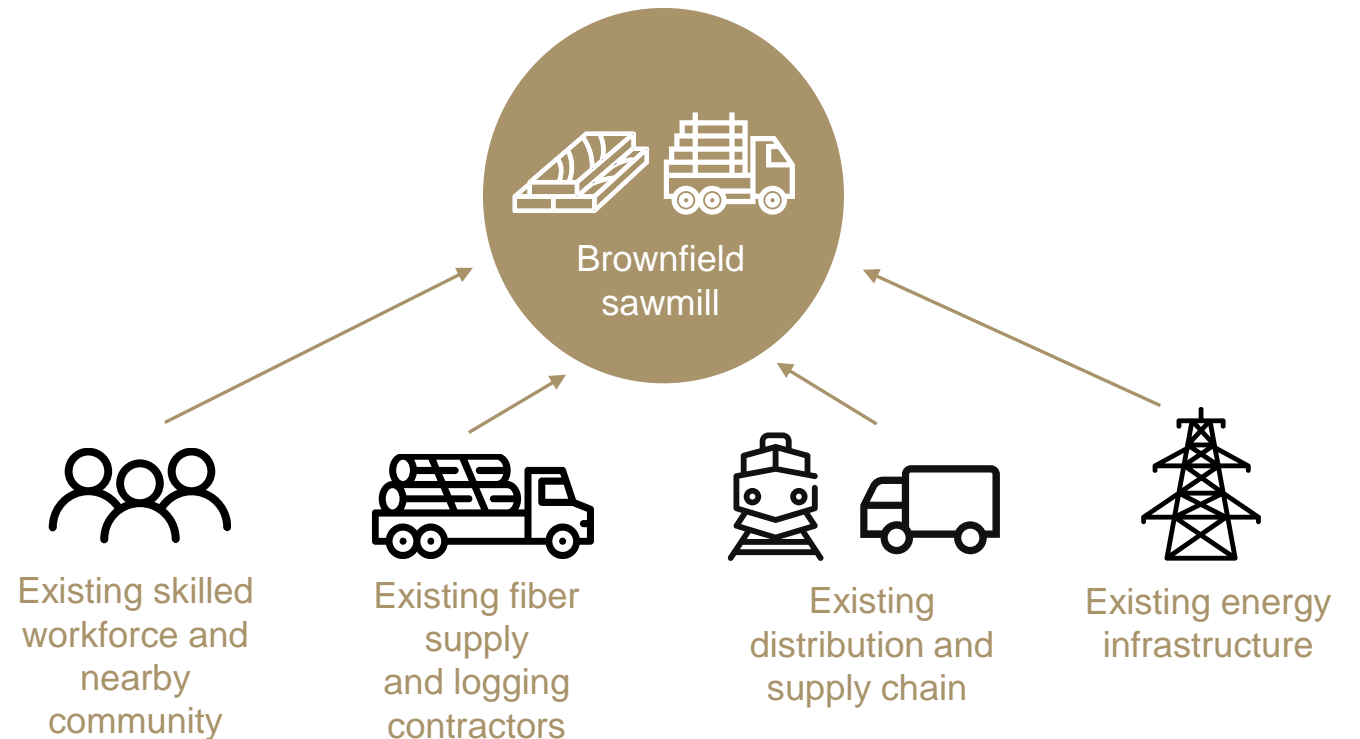 Brownfield
sawmill
Existing skilled
workforce and
nearby
community
Existing fiber
supply
and logging
contractors
Existing
distribution and
supply chain
Existing energy
infrastructure